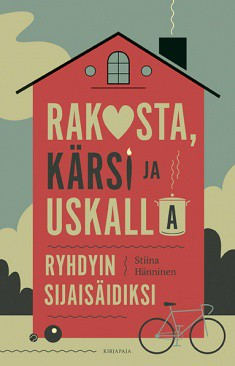 RAKASTA,
KÄRSI JA
USKALLA
RYHDYIN
SIJAISÄIDIKSI
Stiina
Hänninen
KIRJAPAJA